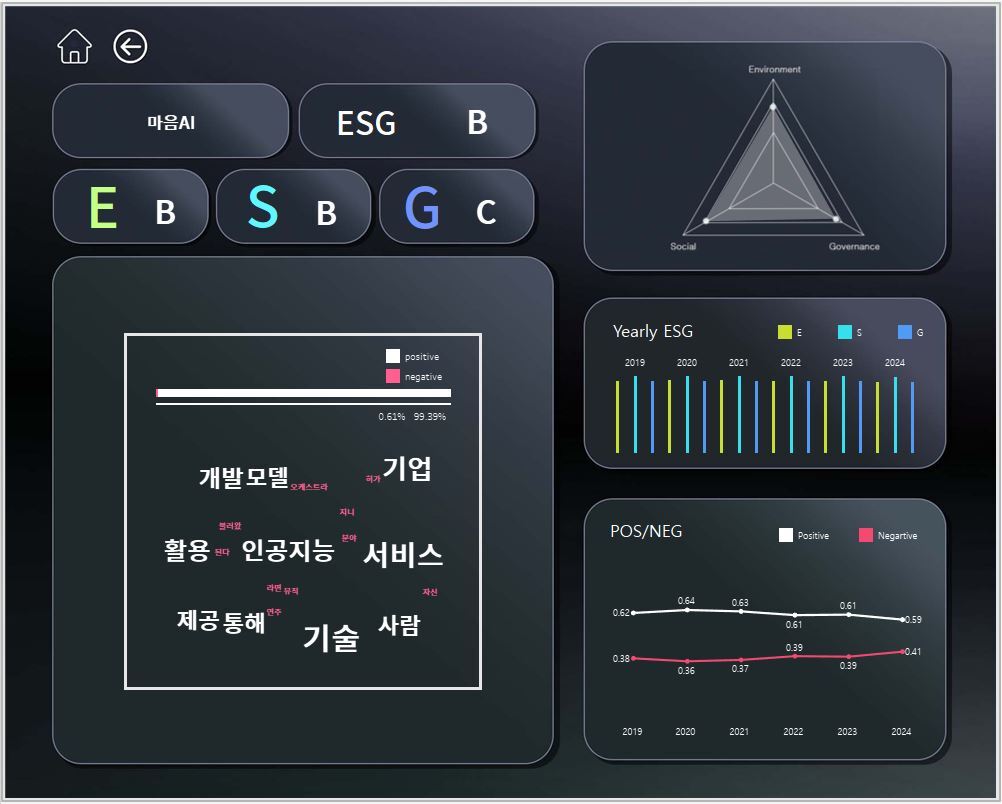 마음AI
ESG B
E B
S B
G C
positive
negative
0.61% 99.39%
기업
개발 모델 오케스트라 허가
지니
불러왔
활용 된다 인공지능 분야 서비스
라면 뮤직 자신
제공 통해 연주
기술 사람
Environment
Social Governance
Yearly ESG E S G
2019 2020 2021 2022 2023 2024
POS/NEG Positive Negartive
0.62 0.64 0.63 0.61 0.61 0.59
0.38 0.36 0.37 0.39 0.39 0.41
2019 2020 2021 2022 2023 2024